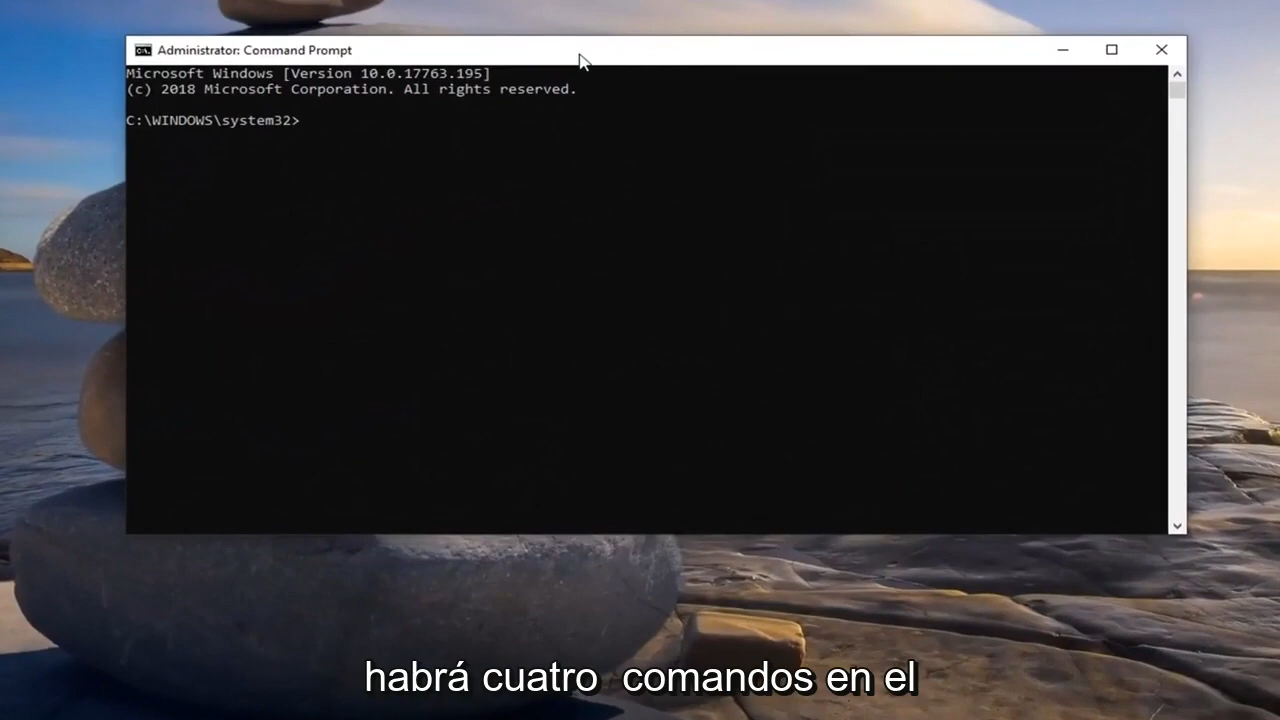 Administrator: Command Prompt
Microsoft Windows [Version 10.0.17763.195]
(c) 2018 Microsoft Corporation. All rights reserved.
C:\WINDOWS\system32>
habrá cuatro  comandos en el